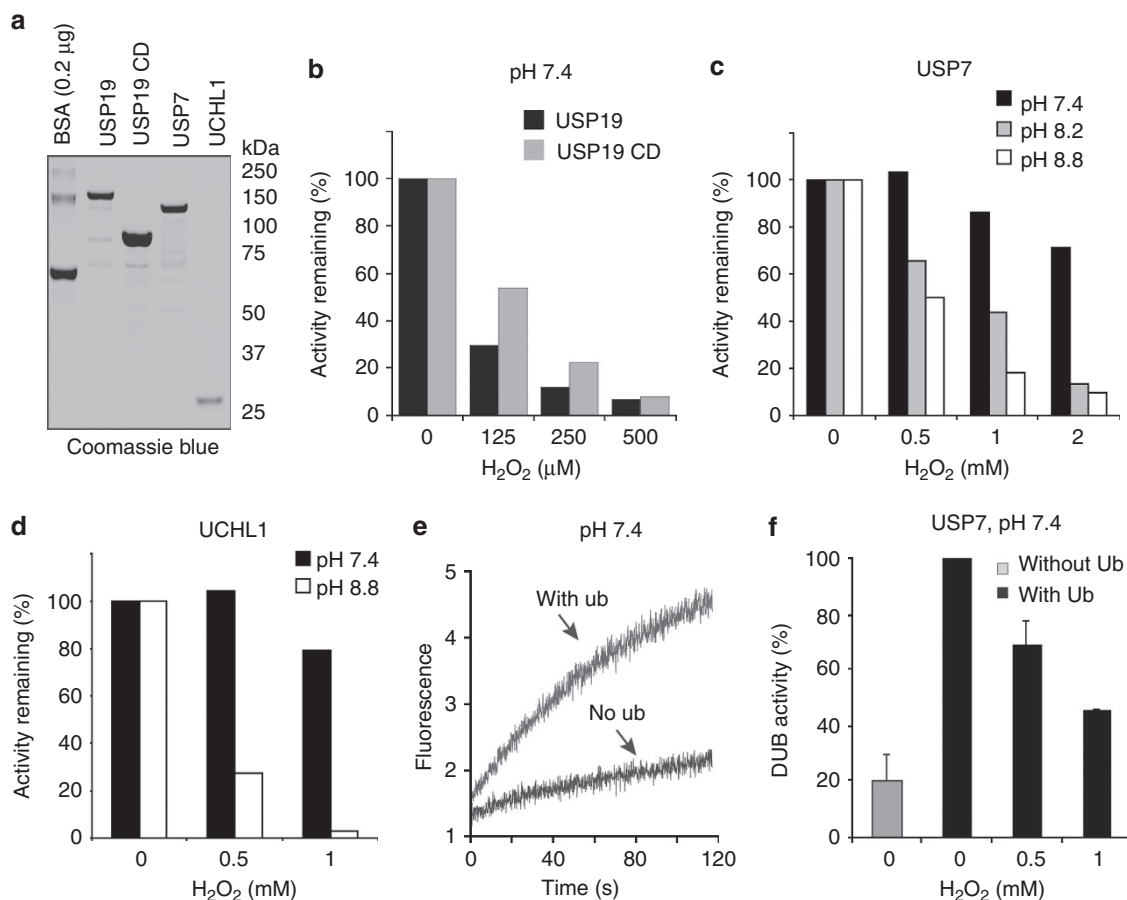 a
BSA (0.2 µg)
USP19
USP19 CD
USP7
UCHL1
kDa
250
150
100
75
50
37
25
Coomassie blue
b
pH 7.4
USP19
USP19 CD
Activity remaining (%)
100
80
60
40
20
0
0 125 250 500
H₂O₂ (µM)
c
USP7
pH 7.4
pH 8.2
pH 8.8
Activity remaining (%)
100
80
60
40
20
0
0 0.5 1 2
H₂O₂ (mM)
d
UCHL1
pH 7.4
pH 8.8
Activity remaining (%)
100
80
60
40
20
0
0 0.5 1
H₂O₂ (mM)
e
pH 7.4
With ub
No ub
Fluorescence
5
4
3
2
1
0 40 80 120
Time (s)
f
USP7, pH 7.4
Without Ub
With Ub
DUB activity (%)
100
80
60
40
20
0
0 0 0.5 1
H₂O₂ (mM)